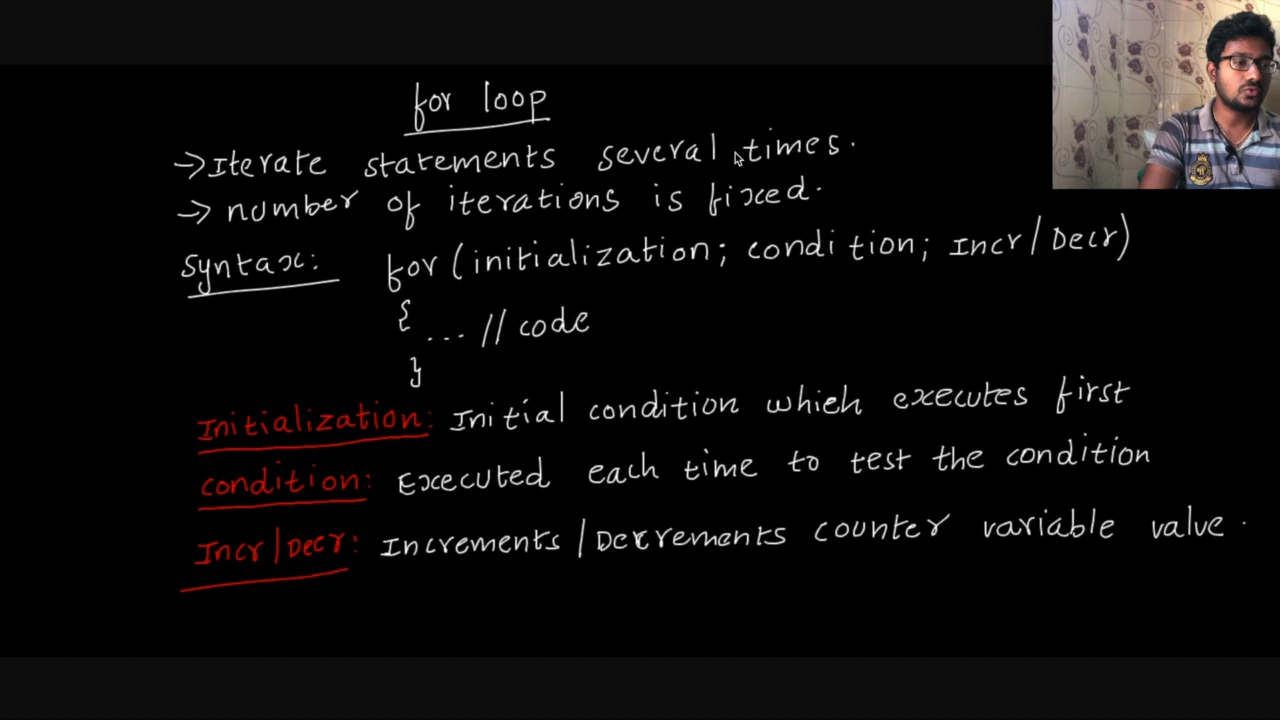 for loop
→ Iterate statements several times.
→ number of iterations is fixed.
Syntax: for (initialization; condition; Incr/Decr)
{
... // code
}
Initialization: Initial condition which executes first
condition: Executed each time to test the condition
Incr/Decr: Increments/Decrements counter variable value.